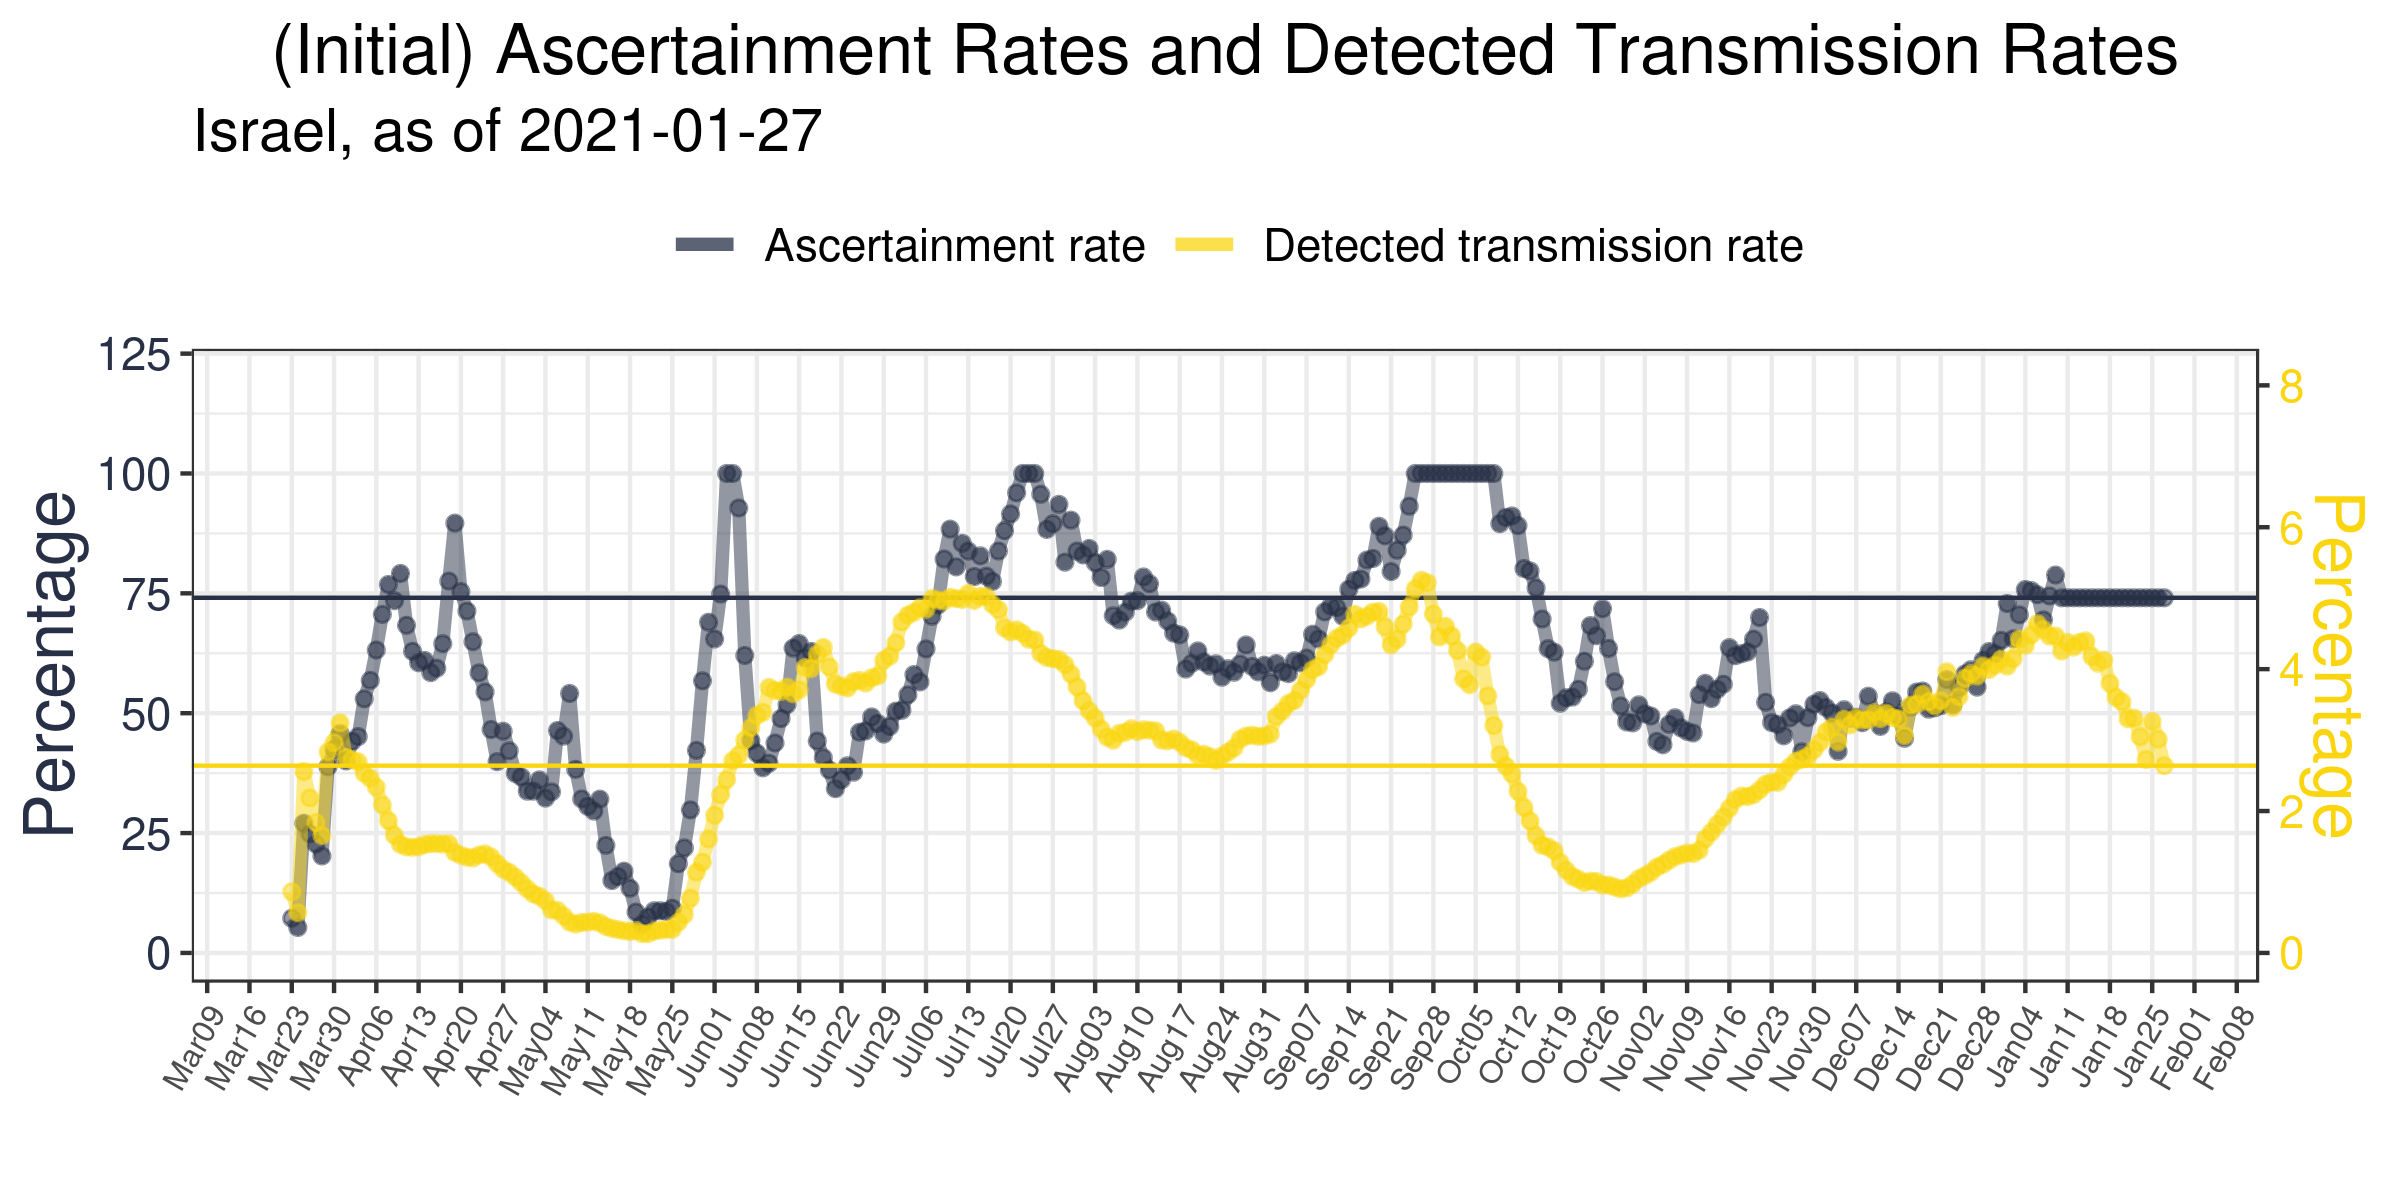 (Initial) Ascertainment Rates and Detected Transmission Rates
Israel, as of 2021-01-27
Ascertainment rate Detected transmission rate
Percentage
125
100
75
50
25
0
8
6
4
2
0
Percentage
Mar09 Mar16 Mar23 Mar30 Apr06 Apr13 Apr20 Apr27 May04 May11 May18 May25 Jun01 Jun08 Jun15 Jun22 Jun29 Jul06 Jul13 Jul20 Jul27 Aug03 Aug10 Aug17 Aug24 Aug31 Sep07 Sep14 Sep21 Sep28 Oct05 Oct12 Oct19 Oct26 Nov02 Nov09 Nov16 Nov23 Nov30 Dec07 Dec14 Dec21 Dec28 Jan04 Jan11 Jan18 Jan25 Feb01 Feb08